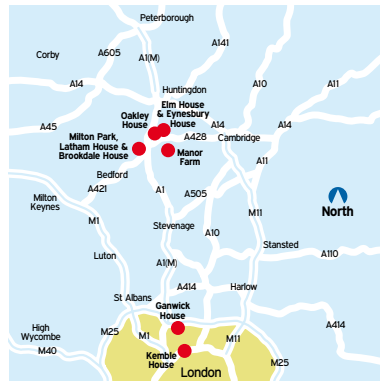 Peterborough
Corby
A605
A1(M)
A141
A14
Huntingdon
A10
A11
Elm House
& Eynesbury
House
Oakley
House
A45
A14
A14
Milton Park,
Latham House &
Brookdale House
A428
Cambridge
Manor
Farm
A11
Bedford
A421
A1
A505
Milton
Keynes
M11
North
M1
Stevenage
A10
Stansted
Luton
A1(M)
A110
A414
Harlow
St Albans
Ganwick
House
High
Wycombe
M25
M1
M11
A414
M40
Kemble
House
M25
London